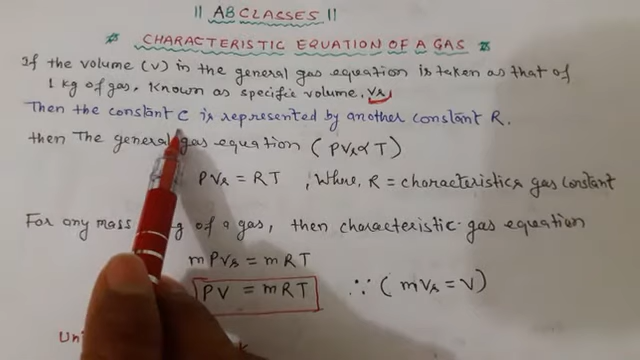 || ABCLASSES ||
CHARACTERISTIC EQUATION OF A GAS
If the volume (V) in the general gas equation is taken as that of
1 kg of gas, known as specific volume, Vs,
Then the constant C is represented by another constant R.
then The general gas equation ( PVs ∝ T )
PVs = RT , Where, R = characteristics gas constant
For any mass g of a gas, then characteristic gas equation
mPVs = mRT
PV = mRT ∵ ( mVs = V )